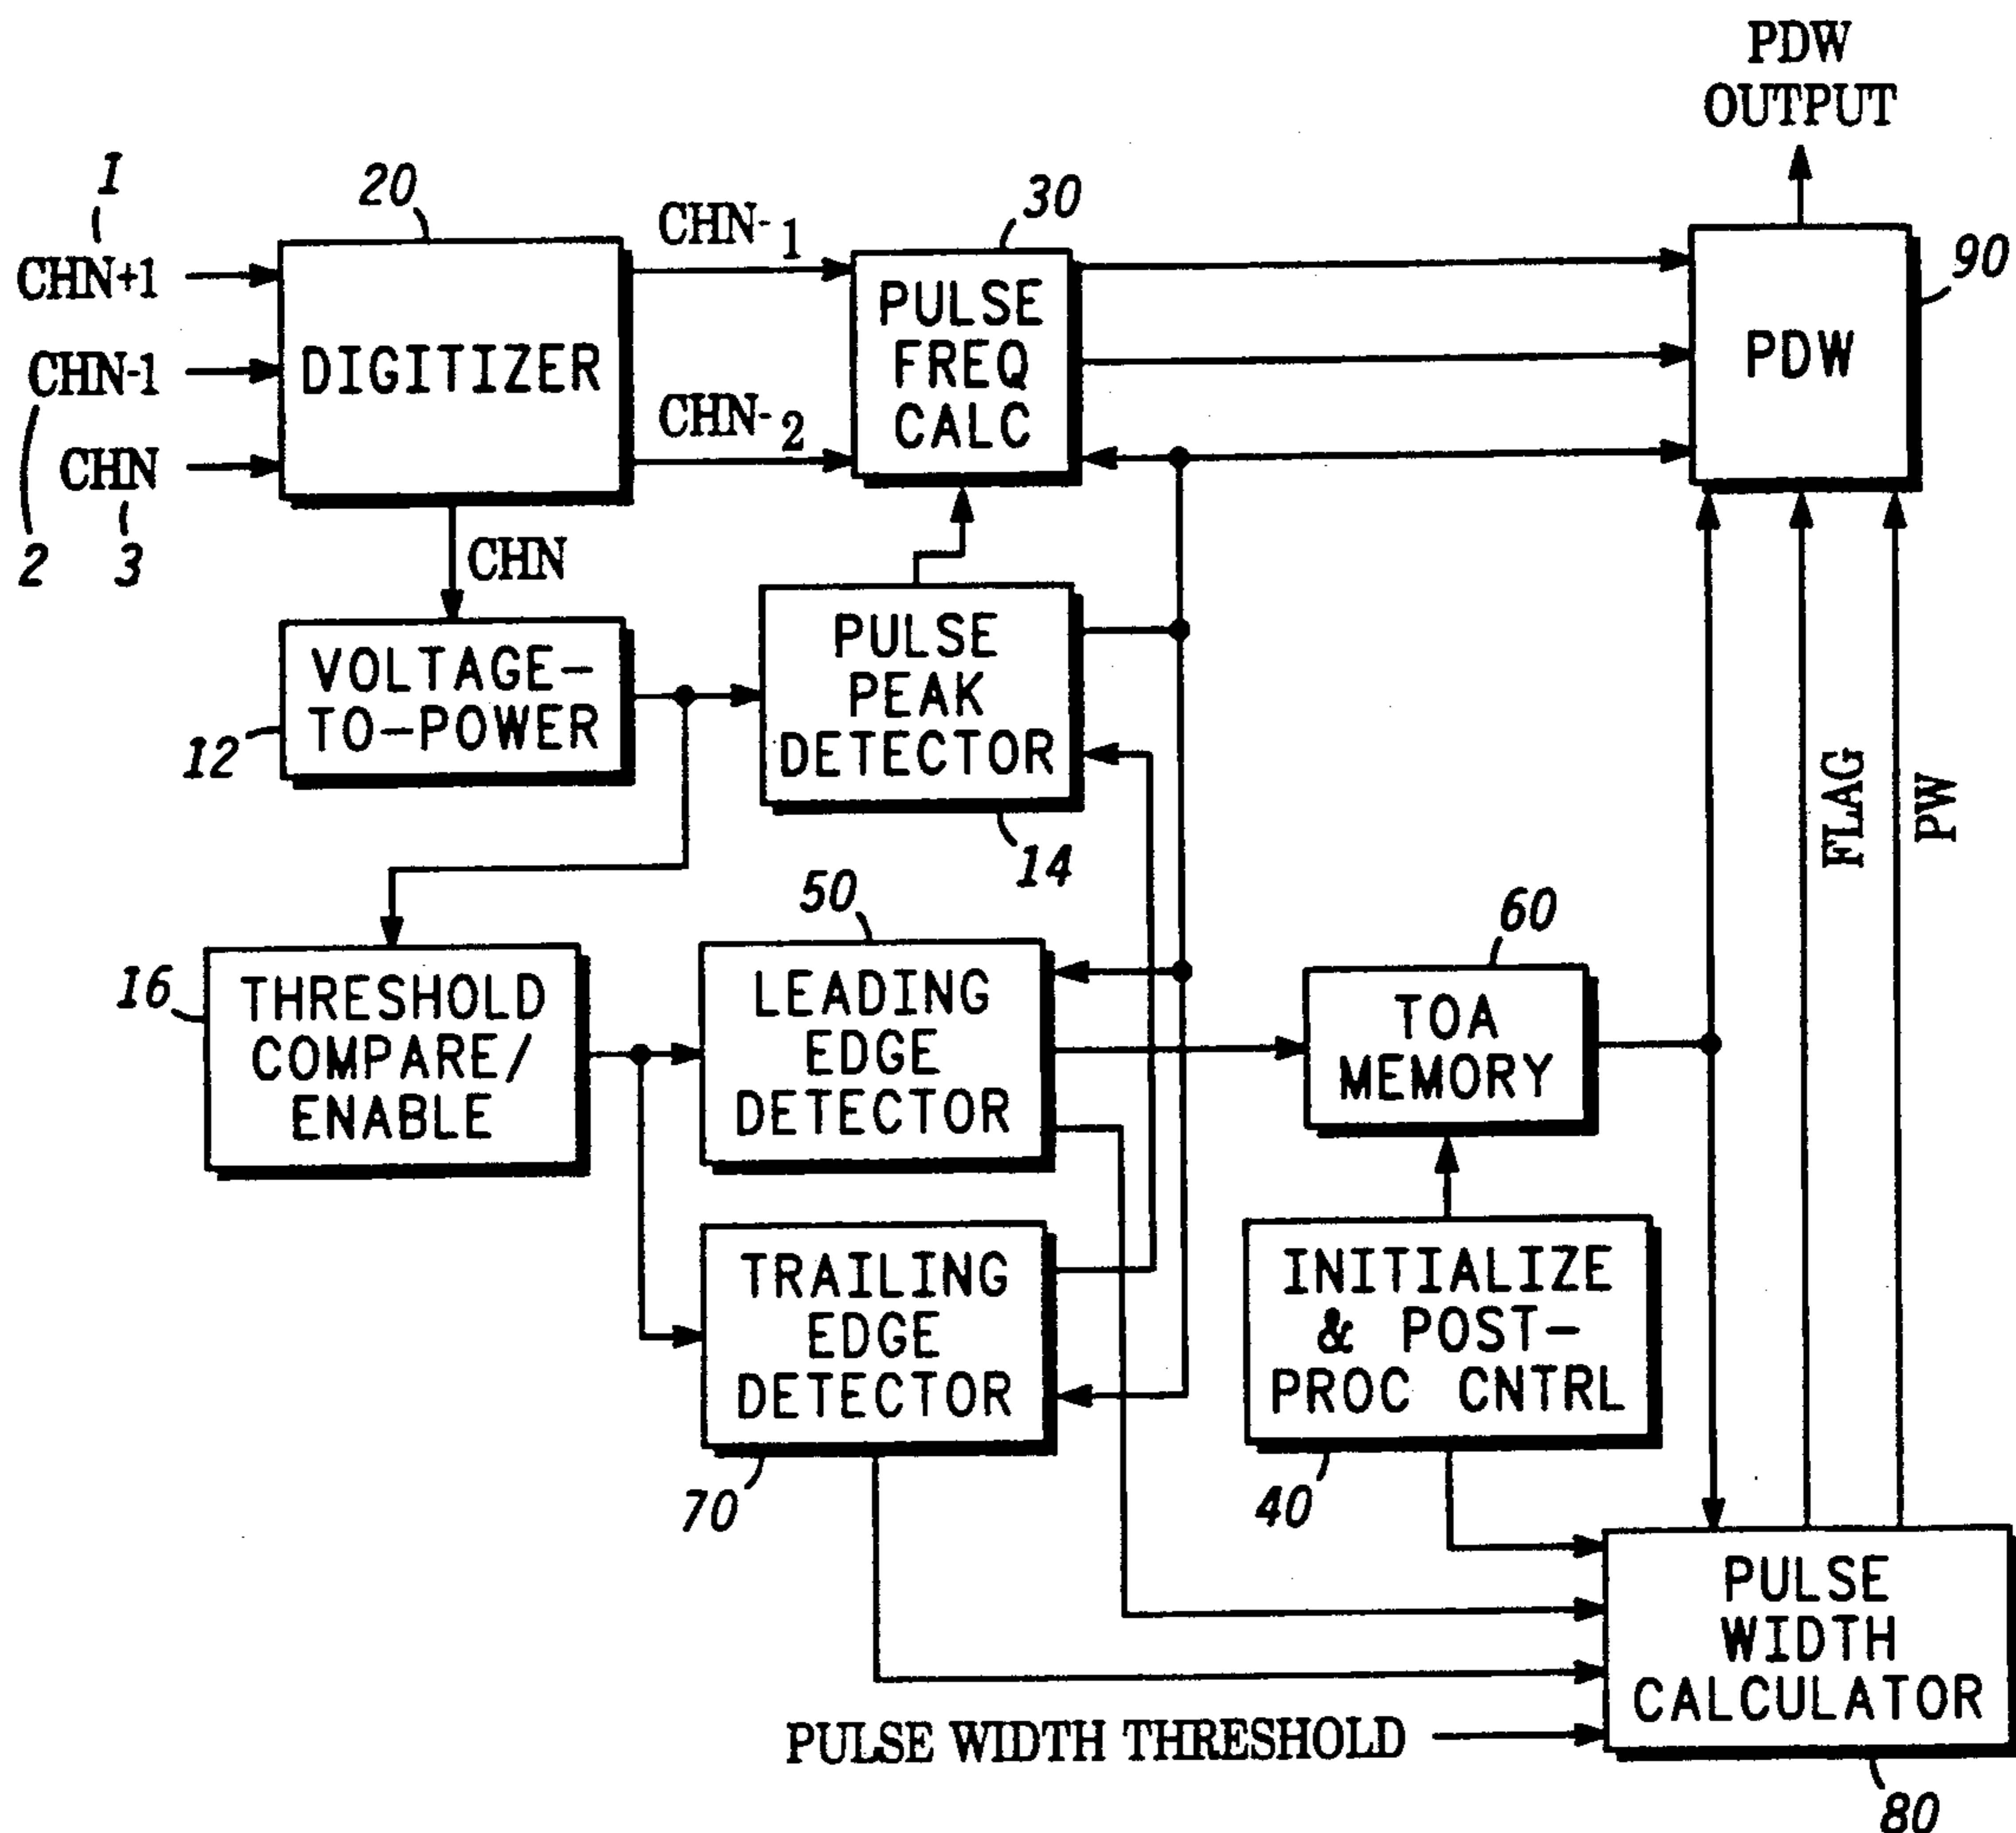 PDW
OUTPUT
1
20
CHN-1
30
CHN+1
DIGITIZER
PULSE
FREQ
CALC
PDW
90
CHN-1
CHN-2
CHN
2
3
CHN
VOLTAGE-
TO-POWER
12
PULSE
PEAK
DETECTOR
14
FLAG
PW
50
60
16
THRESHOLD
COMPARE/
ENABLE
LEADING
EDGE
DETECTOR
TOA
MEMORY
TRAILING
EDGE
DETECTOR
70
INITIALIZE
& POST-
PROC CNTRL
40
PULSE
WIDTH
CALCULATOR
PULSE WIDTH THRESHOLD
80